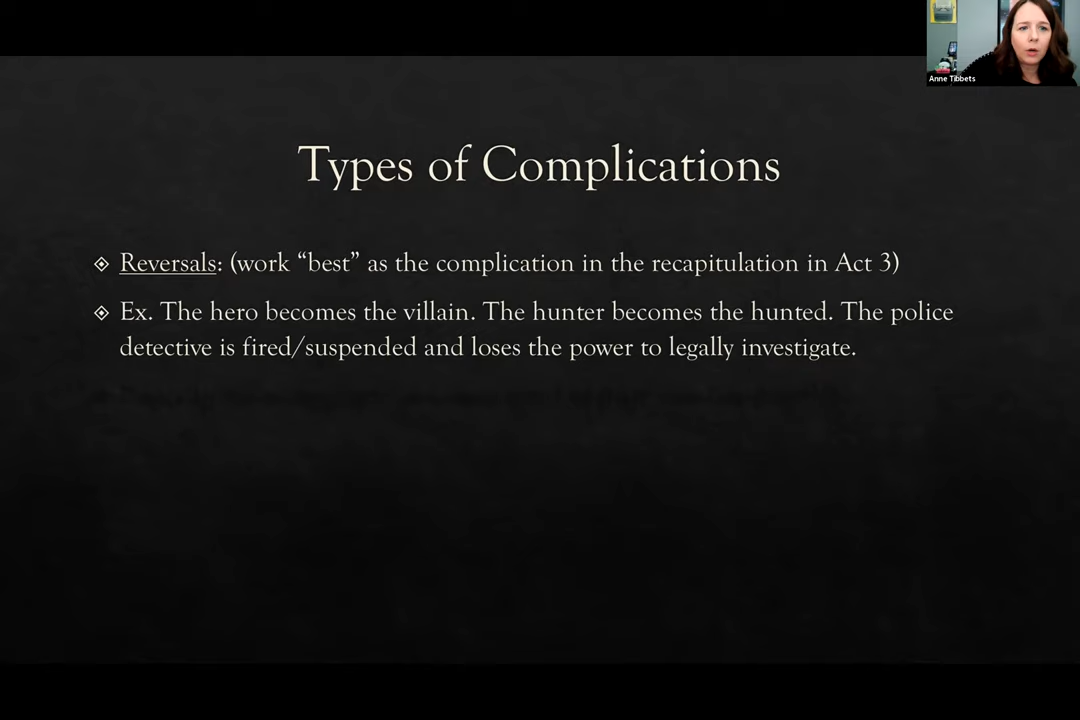 Anne Tibbets
Types of Complications
Reversals: (work “best” as the complication in the recapitulation in Act 3)
Ex. The hero becomes the villain. The hunter becomes the hunted. The police
detective is fired/suspended and loses the power to legally investigate.